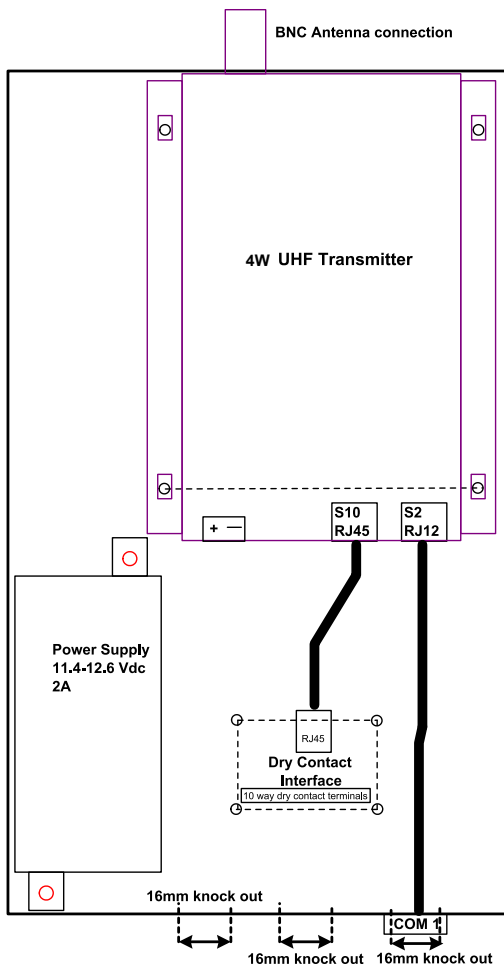 BNC Antenna connection
4W UHF Transmitter
+ —
S10
RJ45
S2
RJ12
Power Supply
11.4-12.6 Vdc
2A
RJ45
Dry Contact
Interface
10 way dry contact terminals
16mm knock out
COM 1
16mm knock out
16mm knock out